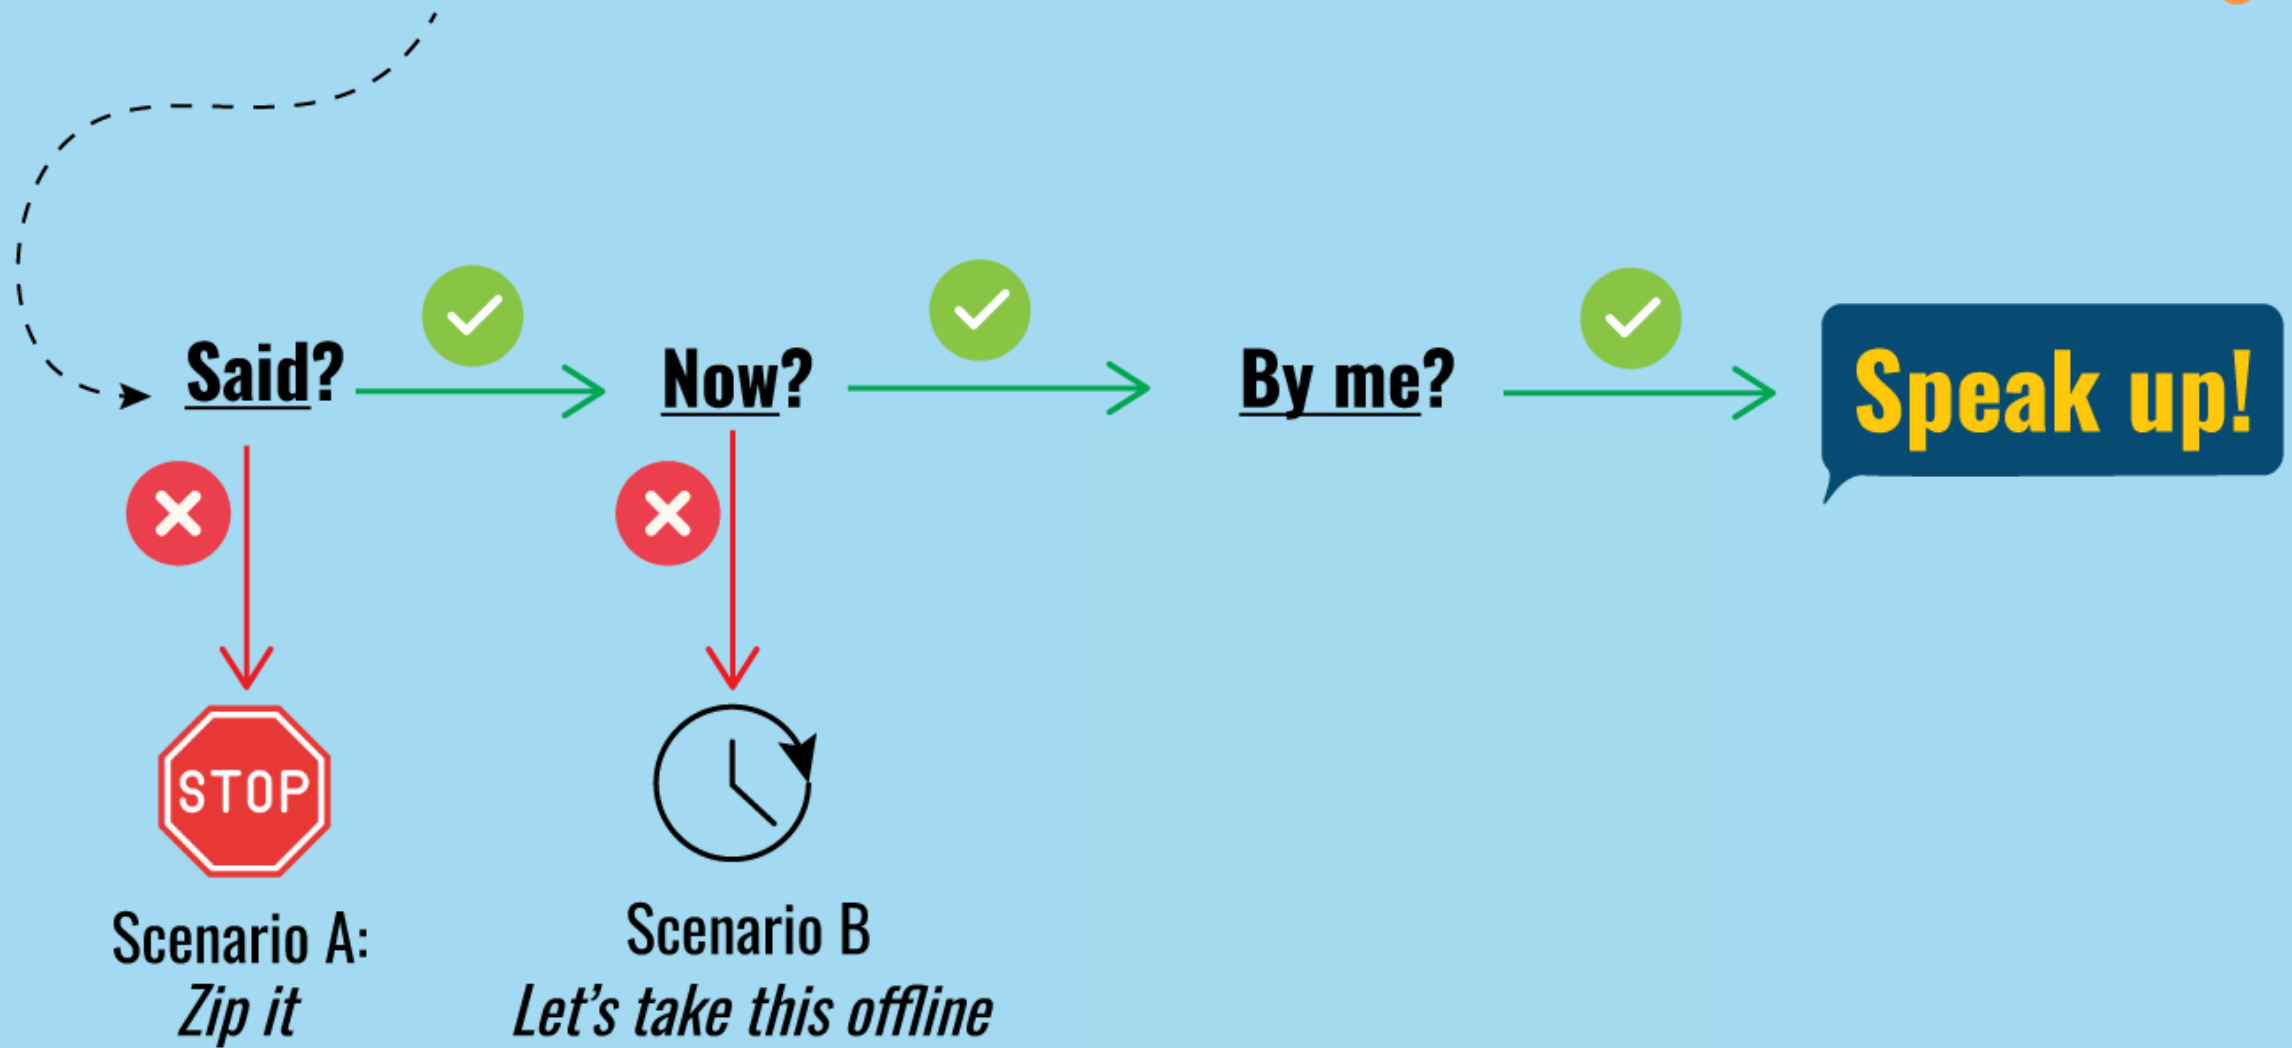 Said?
Now?
By me?
Speak up!
STOP
Scenario A:
Zip it
Scenario B
Let's take this offline